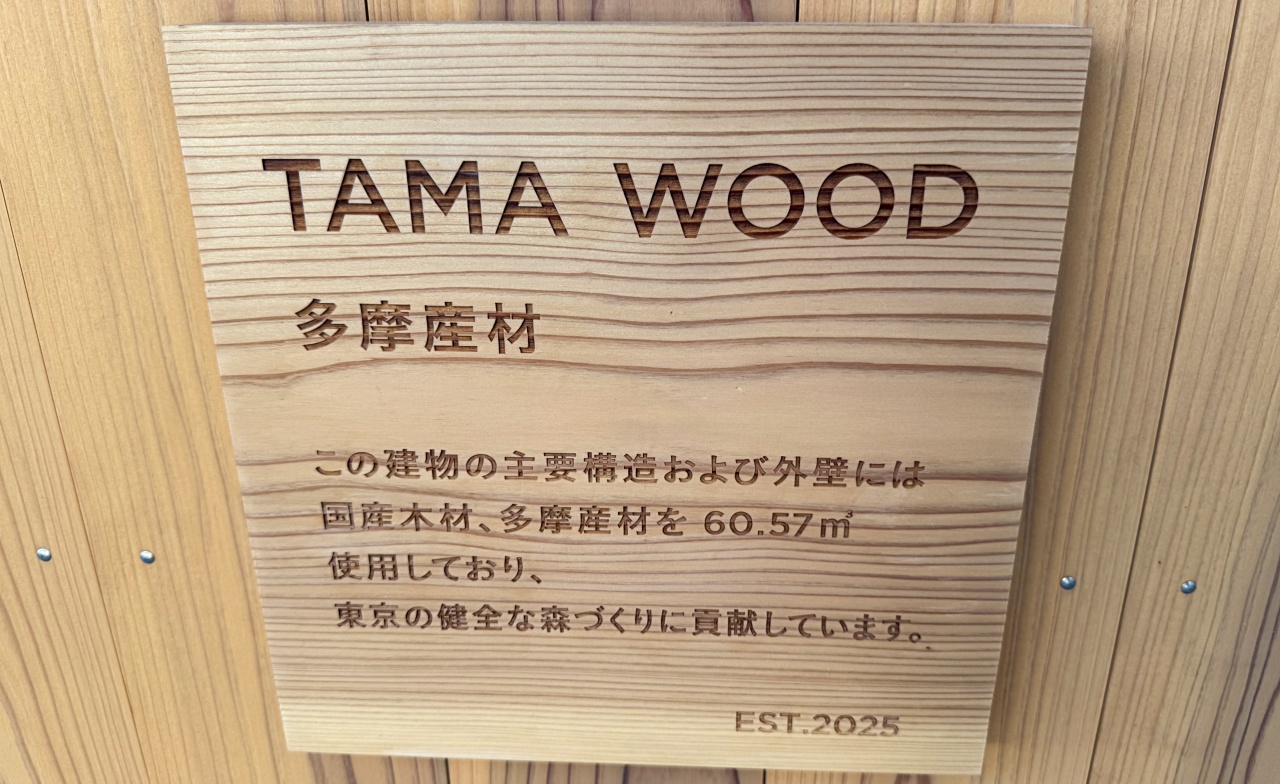 TAMA WOOD
多摩産材
この建物の主要構造および外壁には
国産木材、多摩産材を 60.57㎥
使用しており、
東京の健全な森づくりに貢献しています。
EST.2025